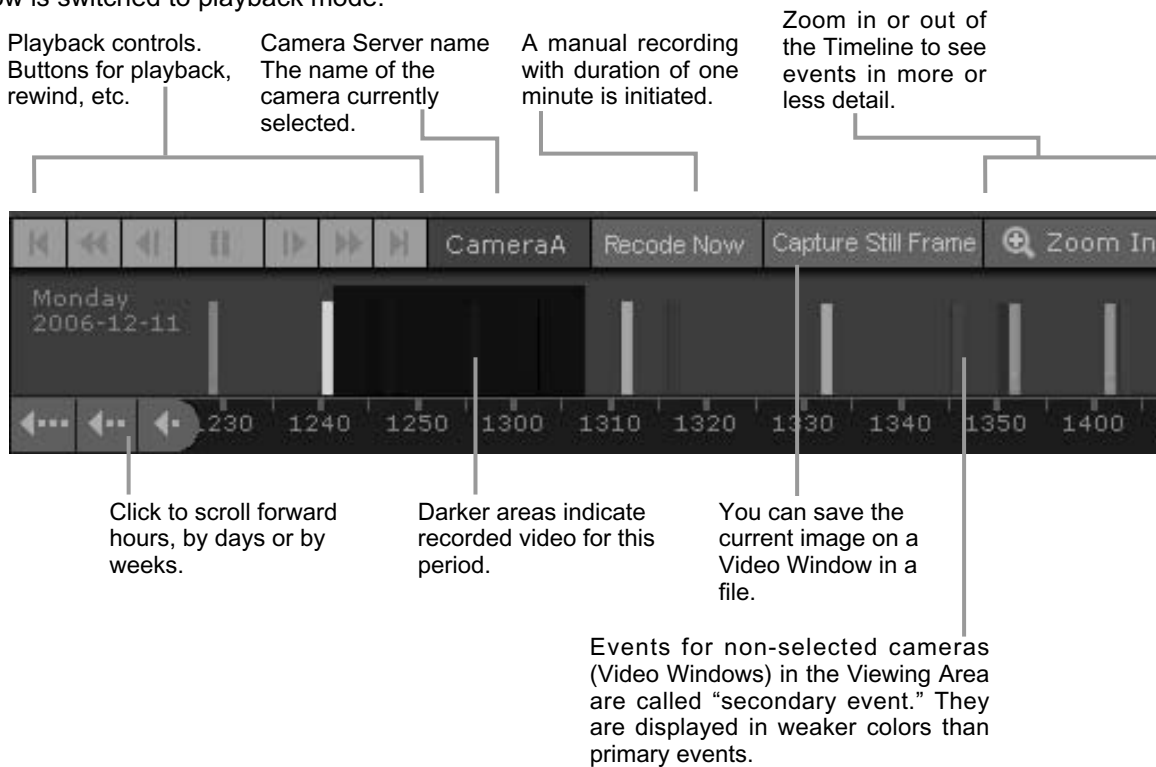 ow is switched to playback mode.
Playback controls.
Buttons for playback,
rewind, etc.
Camera Server name
The name of the
camera currently
selected.
A manual recording
with duration of one
minute is initiated.
Zoom in or out of
the Timeline to see
events in more or
less detail.
CameraA
Recode Now
Capture Still Frame
Zoom In
Monday
2006-12-11
1230 1240 1250 1300 1310 1320 1330 1340 1350 1400
Click to scroll forward
hours, by days or by
weeks.
Darker areas indicate
recorded video for this
period.
You can save the
current image on a
Video Window in a
file.
Events for non-selected cameras
(Video Windows) in the Viewing Area
are called “secondary event.” They
are displayed in weaker colors than
primary events.